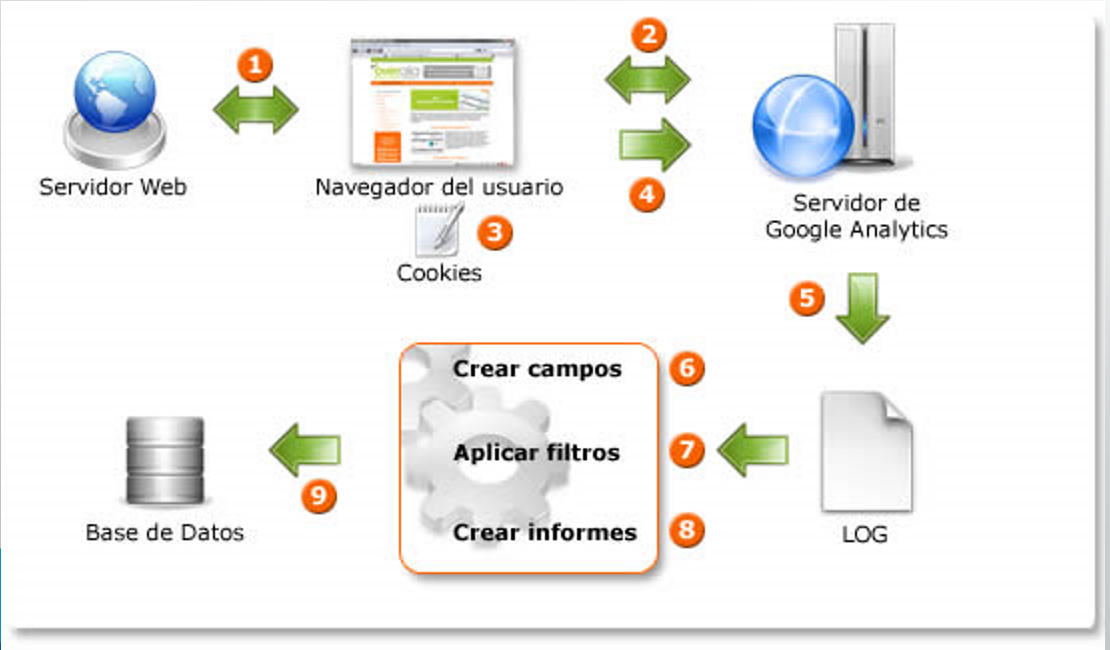 1
2
Servidor Web
Navegador del usuario
4
3
Cookies
Servidor de
Google Analytics
5
Crear campos
6
Aplicar filtros
7
Crear informes
8
LOG
9
Base de Datos